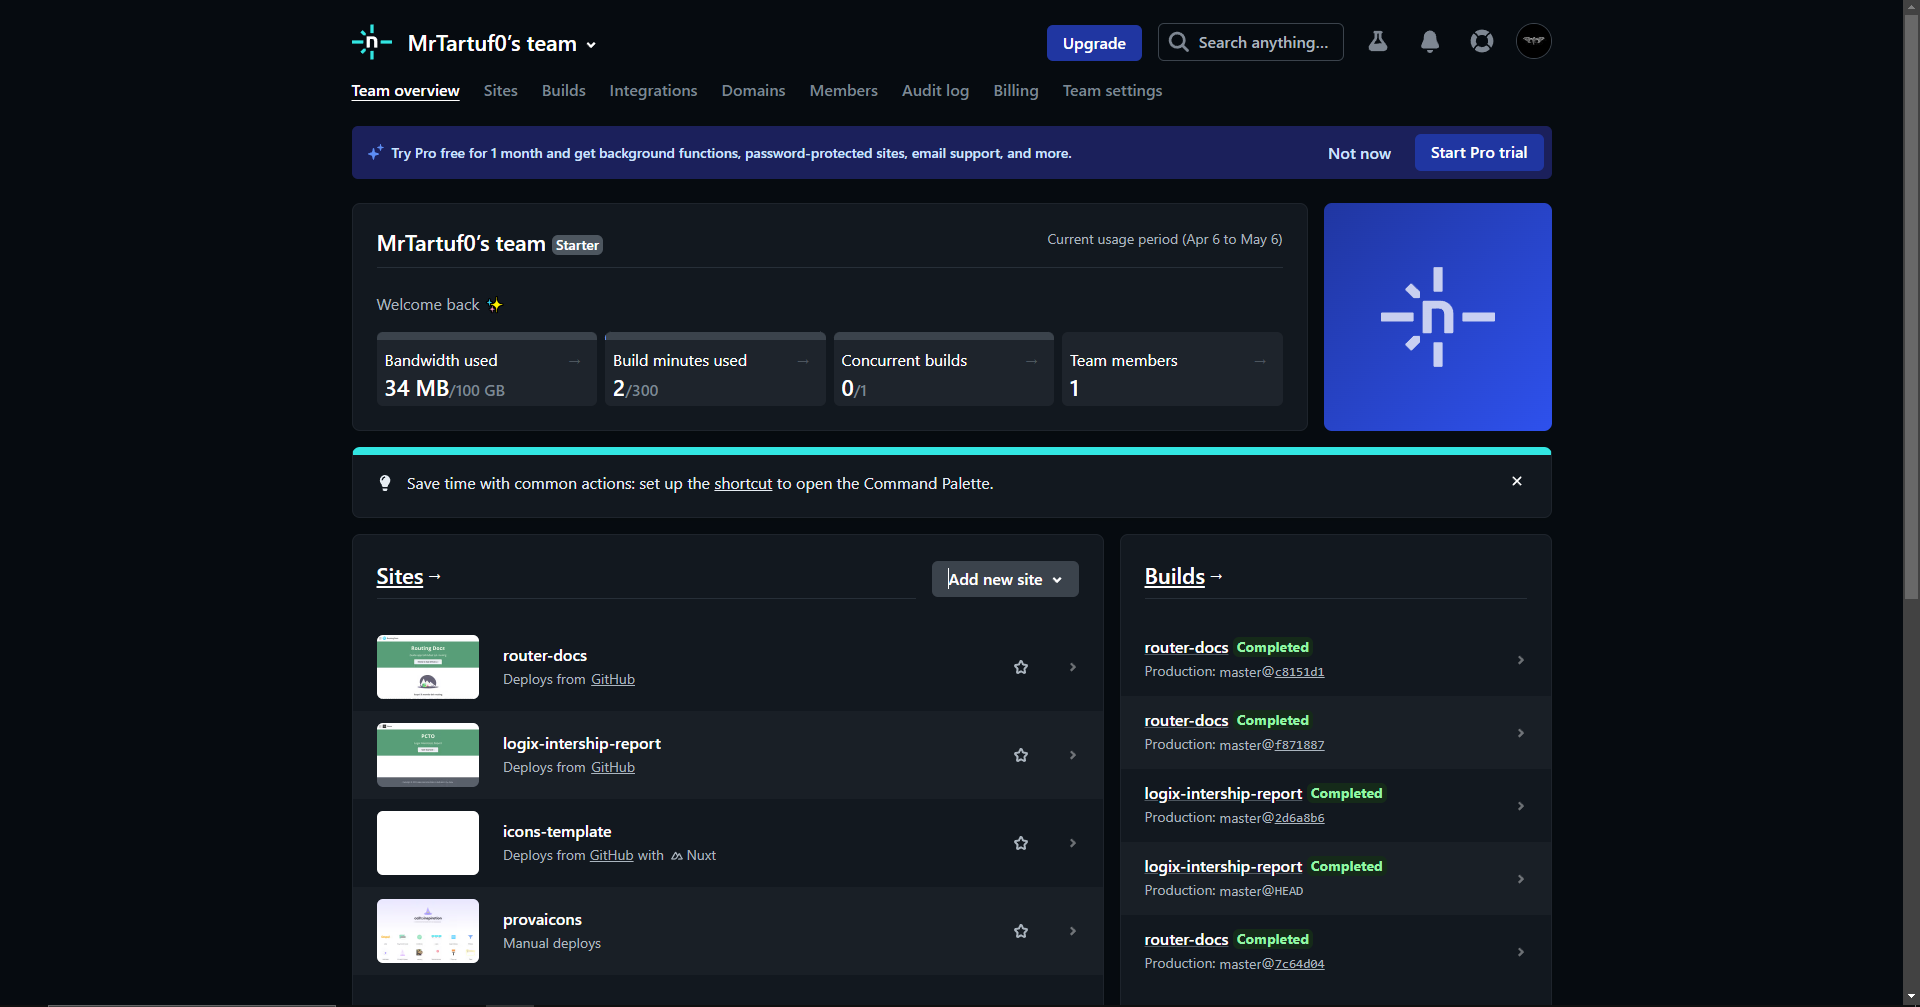 MrTartuf0's team
Upgrade
Search anything...
Team overview
Sites
Builds
Integrations
Domains
Members
Audit log
Billing
Team settings
Try Pro free for 1 month and get background functions, password-protected sites, email support, and more.
Not now
Start Pro trial
MrTartuf0's team Starter
Current usage period (Apr 6 to May 6)
Welcome back ✨
Bandwidth used →
34 MB/100 GB
Build minutes used →
2/300
Concurrent builds →
0/1
Team members →
1
Save time with common actions: set up the shortcut to open the Command Palette.
Sites →
Add new site
Routing Docs
router-docs
Deploys from GitHub
PCTO
logix-intership-report
Deploys from GitHub
icons-template
Deploys from GitHub with Nuxt
provaicons
Manual deploys
Builds →
router-docs Completed
Production: master@c8151d1
router-docs Completed
Production: master@f871887
logix-intership-report Completed
Production: master@2d6a8b6
logix-intership-report Completed
Production: master@HEAD
router-docs Completed
Production: master@7c64d04